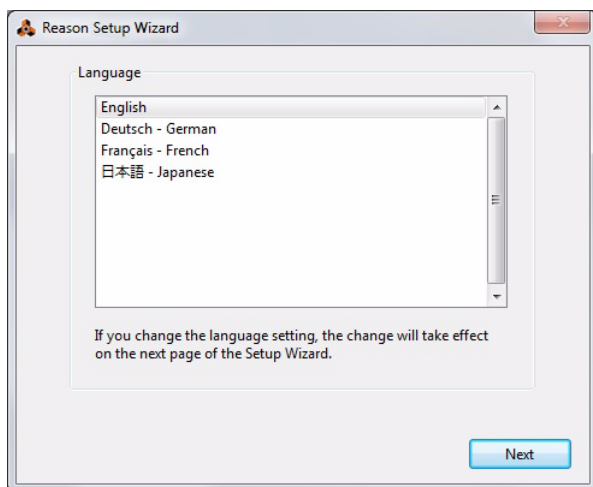 Reason Setup Wizard
Language
English
Deutsch - German
Français - French
日本語 - Japanese
If you change the language setting, the change will take effect
on the next page of the Setup Wizard.
Next